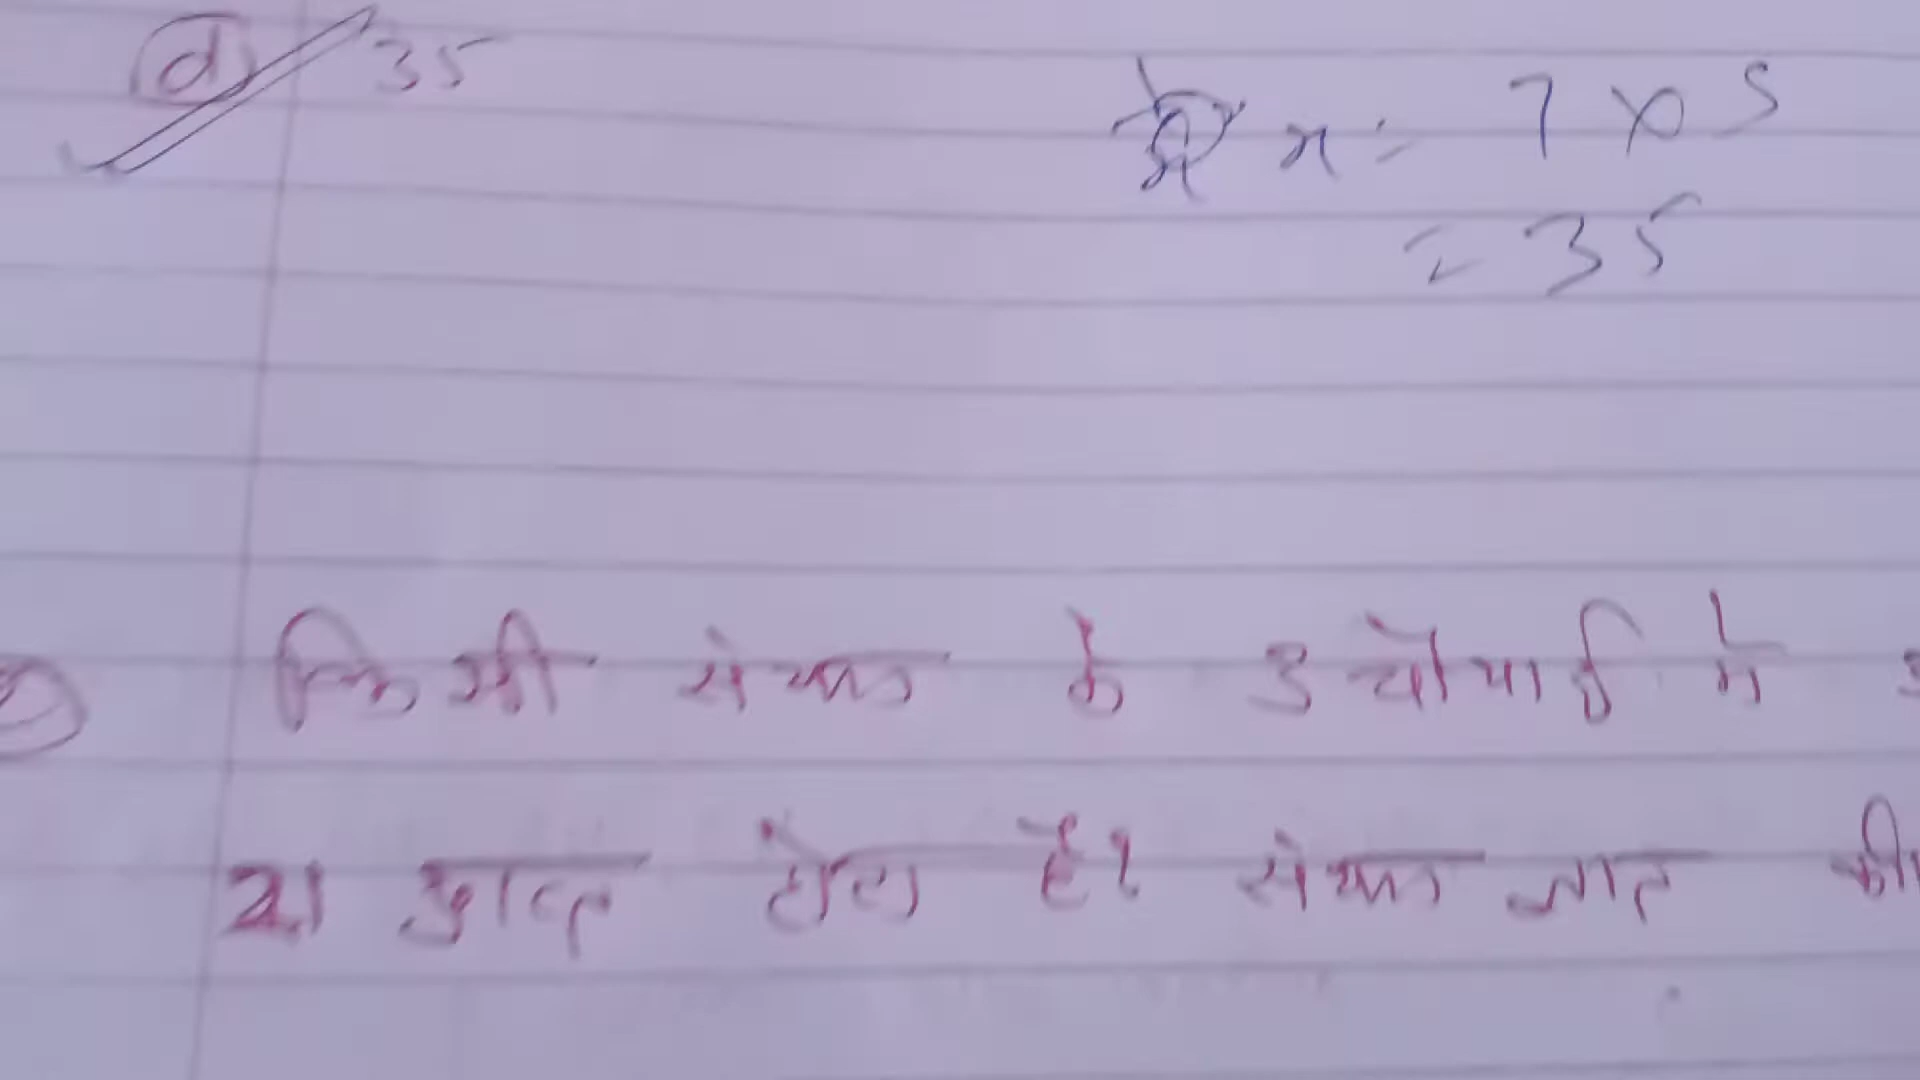 d 35
x = 7 x 5
= 35
किसी संख्या के 3 चौथाई में
21 प्राप्त होता है। संख्या ज्ञात की